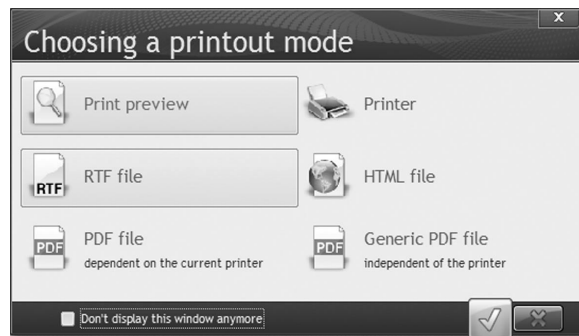 x
Choosing a printout mode
Print preview
Printer
RTF
RTF file
HTML file
PDF
PDF file
dependent on the current printer
PDF
Generic PDF file
independent of the printer
Don't display this window anymore